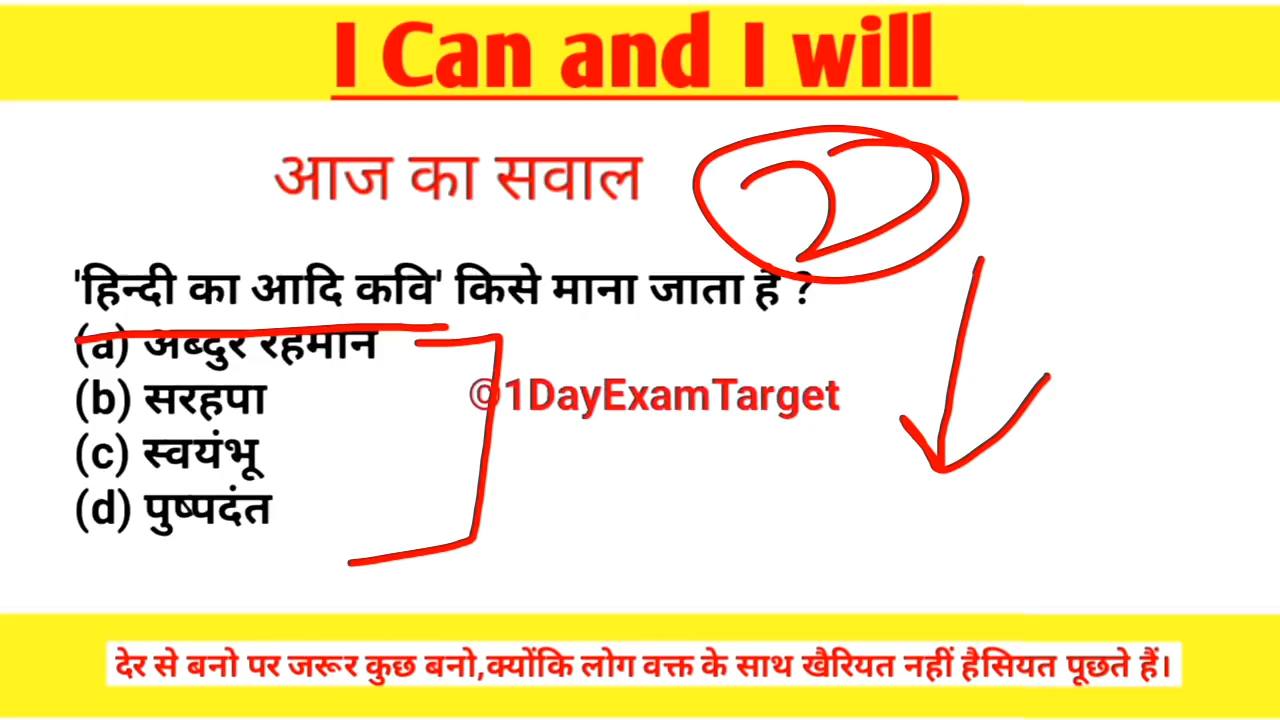 I Can and I will
आज का सवाल
'हिन्दी का आदि कवि' किसे माना जाता है ?
(a) अब्दुर रहमान
(b) सरहपा
©1DayExamTarget
(c) स्वयंभू
(d) पुष्पदंत
देर से बनो पर जरूर कुछ बनो,क्योंकि लोग वक्त के साथ खैरियत नहीं हैसियत पूछते हैं।